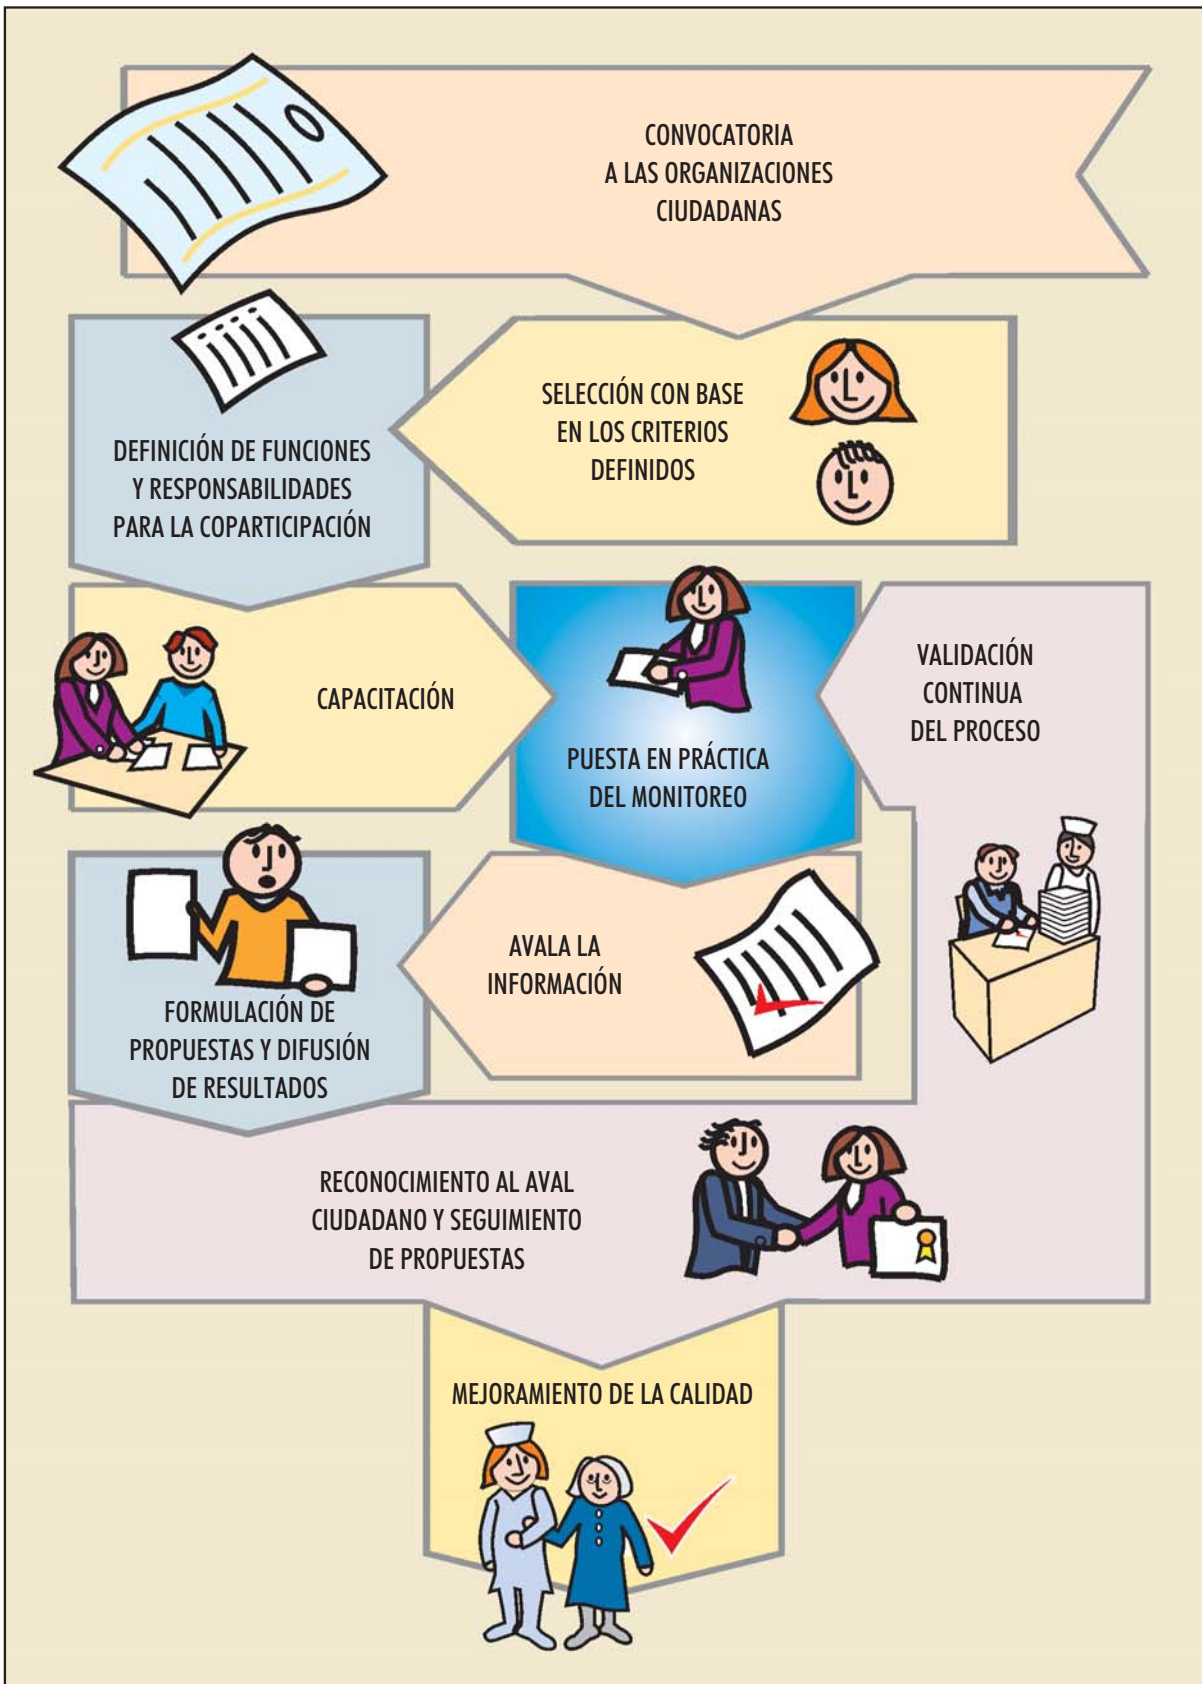 CONVOCATORIA
A LAS ORGANIZACIONES
CIUDADANAS
SELECCIÓN CON BASE
EN LOS CRITERIOS
DEFINIDOS
DEFINICIÓN DE FUNCIONES
Y RESPONSABILIDADES
PARA LA COPARTICIPACIÓN
CAPACITACIÓN
PUESTA EN PRÁCTICA
DEL MONITOREO
VALIDACIÓN
CONTINUA
DEL PROCESO
AVALA LA
INFORMACIÓN
FORMULACIÓN DE
PROPUESTAS Y DIFUSIÓN
DE RESULTADOS
RECONOCIMIENTO AL AVAL
CIUDADANO Y SEGUIMIENTO
DE PROPUESTAS
MEJORAMIENTO DE LA CALIDAD